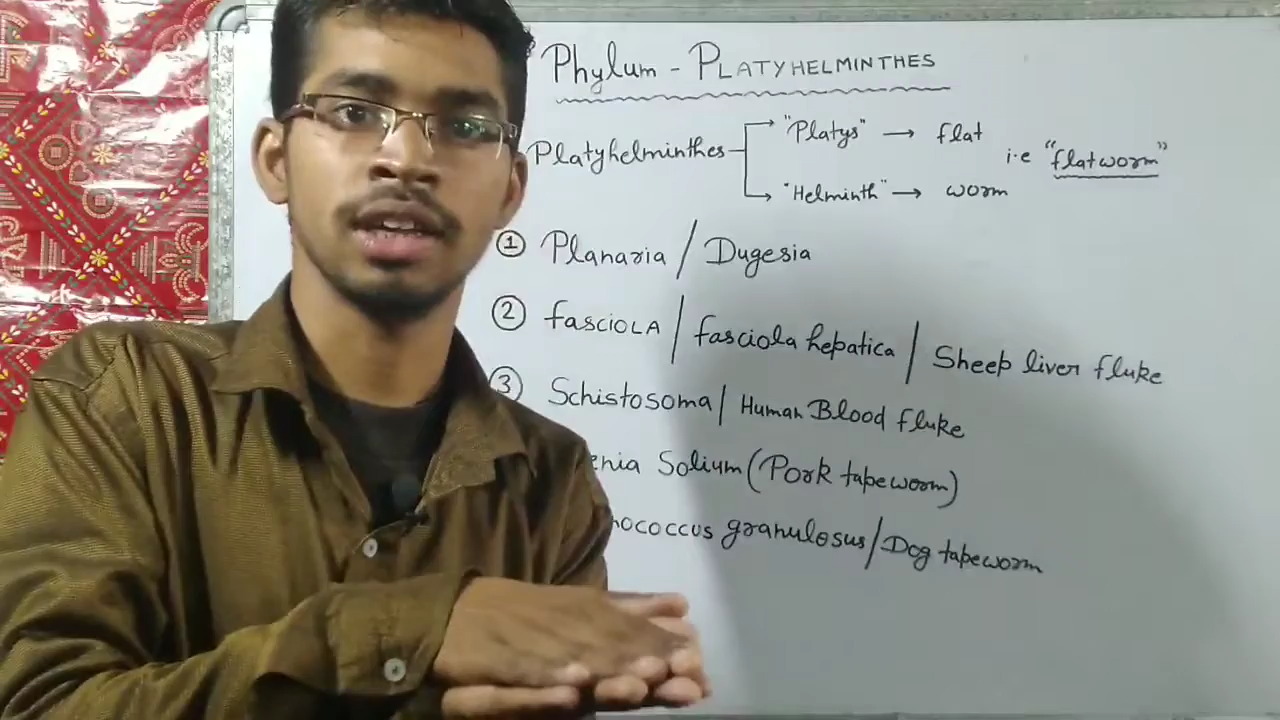 Phylum - PLATYHELMINTHES
Platyhelminthes "Platys" → flat
"Helminth" → worm
i.e "flatworm"
① Planaria / Dugesia
② fasciola / fasciola hepatica / Sheep liver fluke
③ Schistosoma / Human Blood fluke
enia Solium (Pork tapeworm)
nococcus granulosus / Dog tapeworm